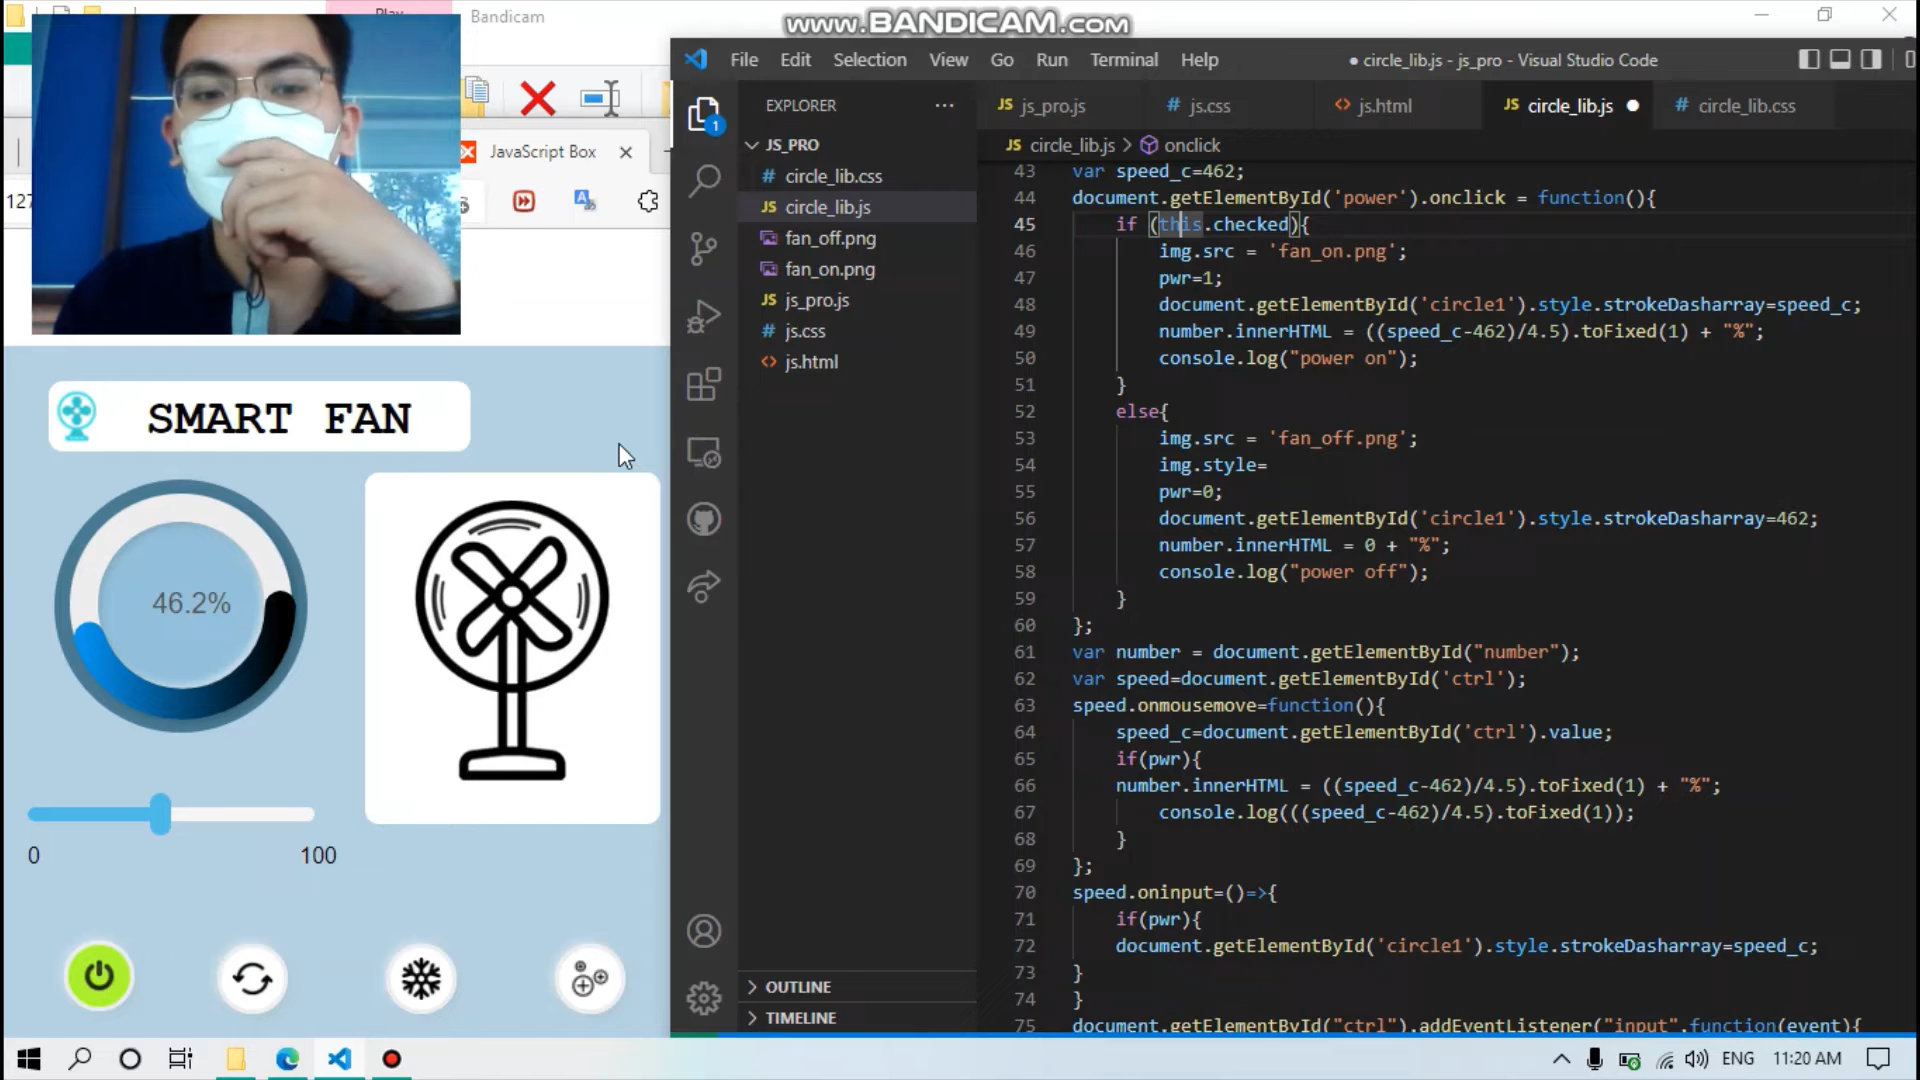 Bandicam
www.BANDICAM.com
JavaScript Box
127
SMART FAN
46.2%
0
100
File Edit Selection View Go Run Terminal Help
● circle_lib.js - js_pro - Visual Studio Code
EXPLORER
JS_PRO
# circle_lib.css
JS circle_lib.js
fan_off.png
fan_on.png
JS js_pro.js
# js.css
<> js.html
OUTLINE
TIMELINE
1
JS js_pro.js
# js.css
<> js.html
JS circle_lib.js ●
# circle_lib.css
JS circle_lib.js > onclick
43 var speed_c=462;
44 document.getElementById('power').onclick = function(){
45 if (this.checked){
46 img.src = 'fan_on.png';
47 pwr=1;
48 document.getElementById('circle1').style.strokeDasharray=speed_c;
49 number.innerHTML = ((speed_c-462)/4.5).toFixed(1) + "%";
50 console.log("power on");
51 }
52 else{
53 img.src = 'fan_off.png';
54 img.style=
55 pwr=0;
56 document.getElementById('circle1').style.strokeDasharray=462;
57 number.innerHTML = 0 + "%";
58 console.log("power off");
59 }
60 };
61 var number = document.getElementById("number");
62 var speed=document.getElementById('ctrl');
63 speed.onmousemove=function(){
64 speed_c=document.getElementById('ctrl').value;
65 if(pwr){
66 number.innerHTML = ((speed_c-462)/4.5).toFixed(1) + "%";
67 console.log(((speed_c-462)/4.5).toFixed(1));
68 }
69 };
70 speed.oninput=()=>{
71 if(pwr){
72 document.getElementById('circle1').style.strokeDasharray=speed_c;
73 }
74 }
75 document.getElementById("ctrl").addEventListener("input",function(event){
ENG 11:20 AM